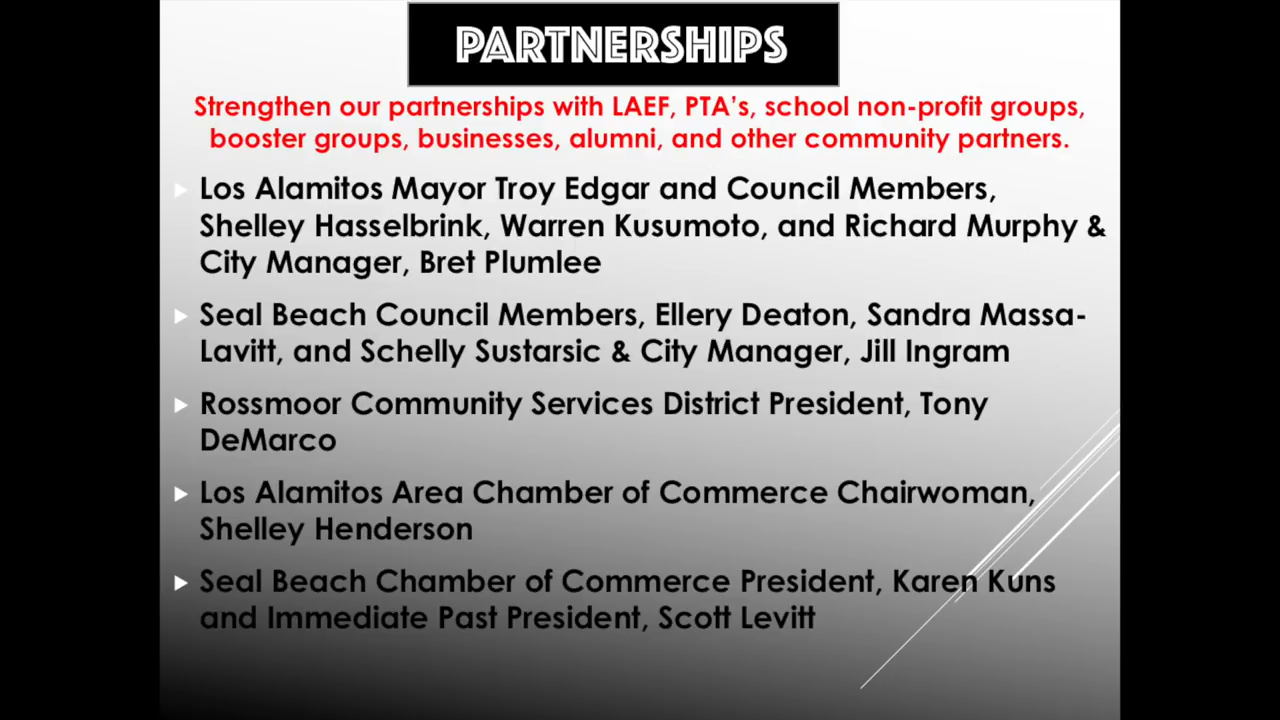 PARTNERSHIPS
Strengthen our partnerships with LAEF, PTA's, school non-profit groups,
booster groups, businesses, alumni, and other community partners.
Los Alamitos Mayor Troy Edgar and Council Members,
Shelley Hasselbrink, Warren Kusumoto, and Richard Murphy &
City Manager, Bret Plumlee
Seal Beach Council Members, Ellery Deaton, Sandra Massa-
Lavitt, and Schelly Sustarsic & City Manager, Jill Ingram
Rossmoor Community Services District President, Tony
DeMarco
Los Alamitos Area Chamber of Commerce Chairwoman,
Shelley Henderson
Seal Beach Chamber of Commerce President, Karen Kuns
and Immediate Past President, Scott Levitt